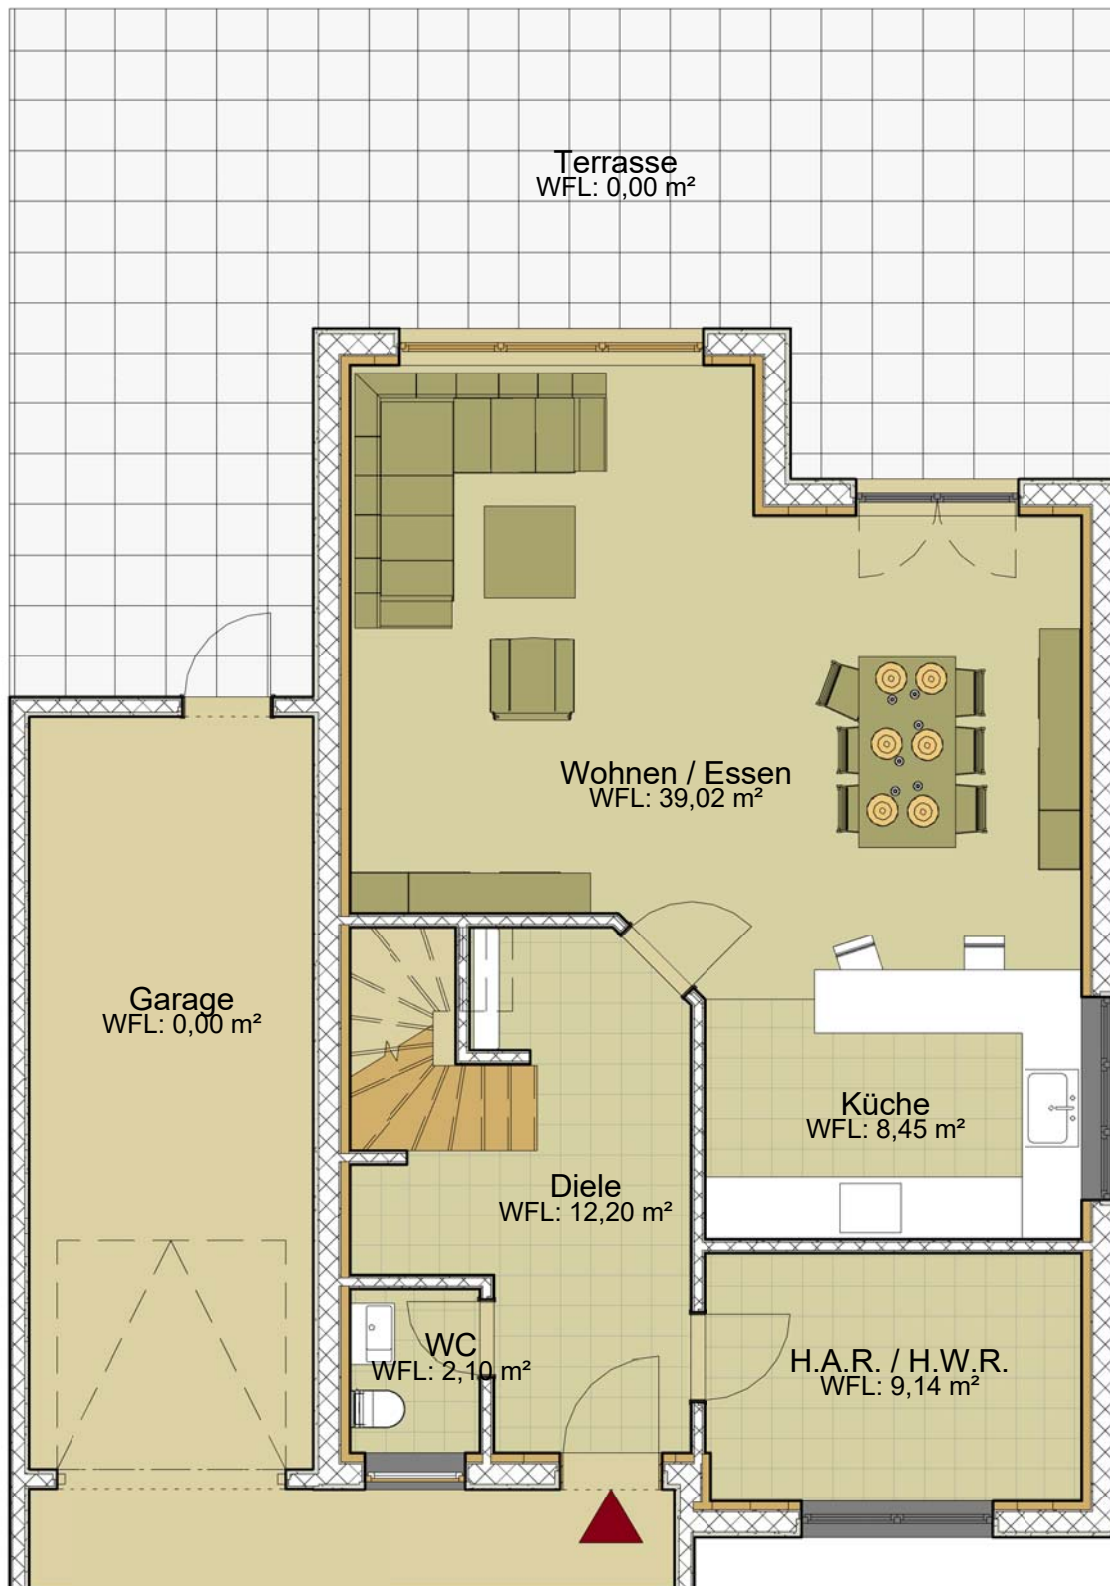 Terrasse
WFL: 0,00 m²
Wohnen / Essen
WFL: 39,02 m²
Garage
WFL: 0,00 m²
Küche
WFL: 8,45 m²
Diele
WFL: 12,20 m²
WC
WFL: 2,10 m²
H.A.R. / H.W.R.
WFL: 9,14 m²